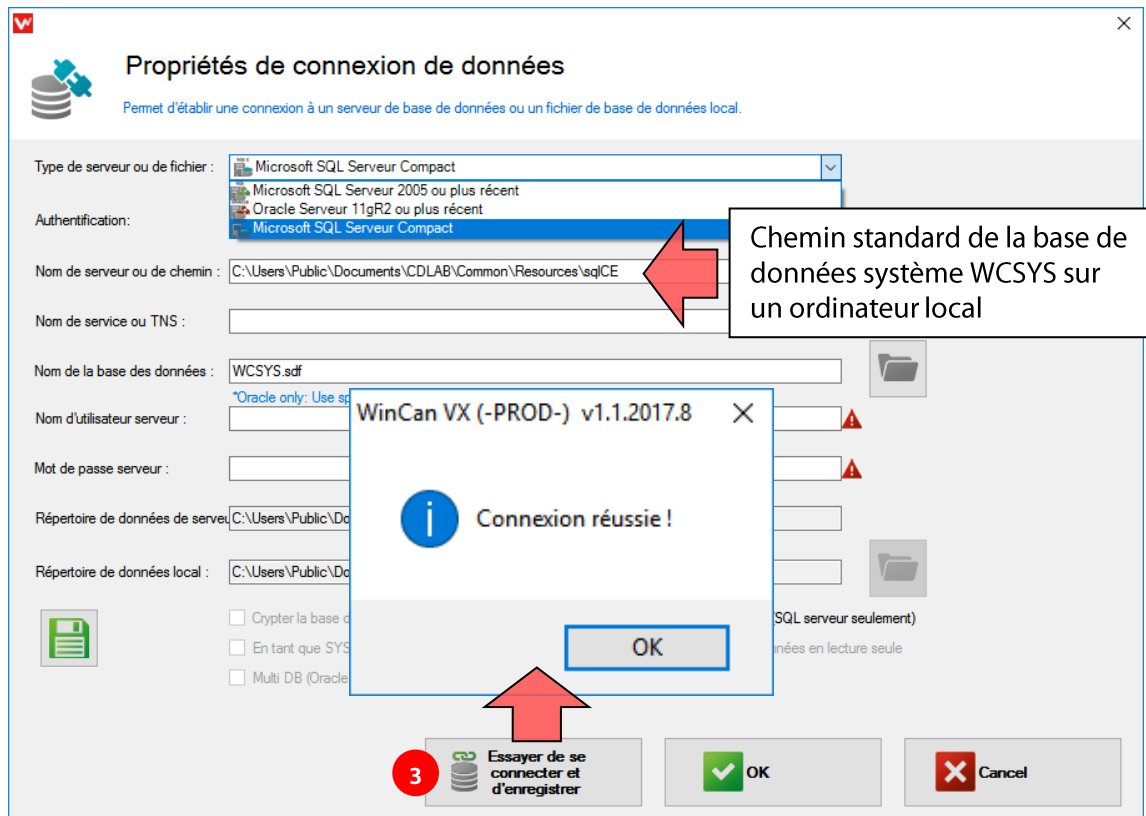 Propriétés de connexion de données
Permet d'établir une connexion à un serveur de base de données ou un fichier de base de données local.
Type de serveur ou de fichier :
Microsoft SQL Serveur Compact
Microsoft SQL Serveur 2005 ou plus récent
Oracle Serveur 11gR2 ou plus récent
Microsoft SQL Serveur Compact
Authentification:
Chemin standard de la base de
données système WCSYS sur
un ordinateur local
Nom de serveur ou de chemin :
C:\Users\Public\Documents\CDLAB\Common\Resources\sqlCE
Nom de service ou TNS :
Nom de la base des données :
WCSYS.sdf
*Oracle only: Use sp
Nom d'utilisateur serveur :
Mot de passe serveur :
Répertoire de données de serveu
C:\Users\Public\Do
Répertoire de données local :
C:\Users\Public\Do
WinCan VX (-PROD-) v1.1.2017.8
Connexion réussie !
OK
Crypter la base d
(SQL serveur seulement)
En tant que SYS
nnées en lecture seule
Multi DB (Oracle
3
Essayer de se
connecter et
d'enregistrer
OK
Cancel